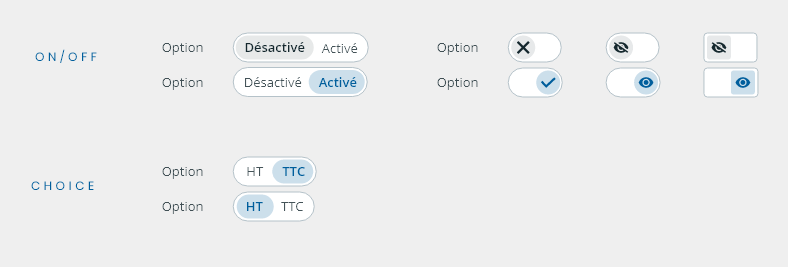 ON/OFF
Option Désactivé Activé Option
Option Désactivé Activé Option
CHOICE
Option HT TTC
Option HT TTC